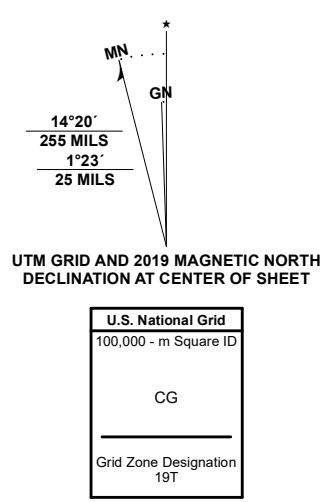 ★
MN
GN
14°20´
255 MILS
1°23´
25 MILS
UTM GRID AND 2019 MAGNETIC NORTH
DECLINATION AT CENTER OF SHEET
U.S. National Grid
100,000 - m Square ID
CG
Grid Zone Designation
19T